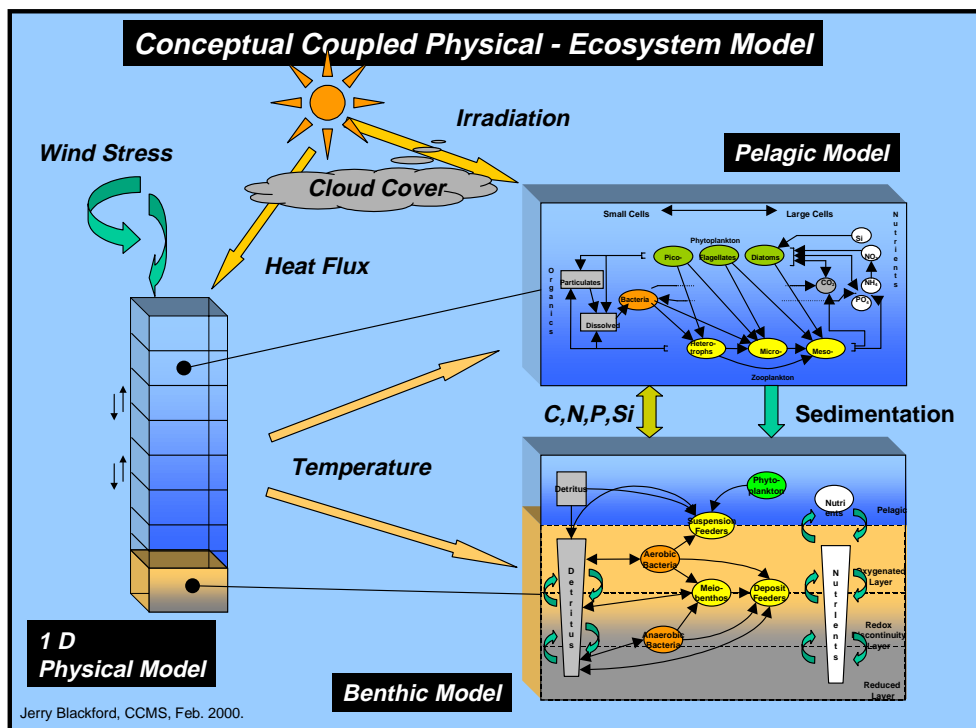 Conceptual Coupled Physical - Ecosystem Model
Irradiation
Wind Stress
Cloud Cover
Heat Flux
Pelagic Model
Small Cells
Large Cells
Nutrients
Organics
Phytoplankton
Pico-
Flagellates
Diatoms
Si
NO
CO2
NH4
PO4
Particulates
Bacteria
Dissolved
Hetero-
trophs
Micro-
Meso-
Zooplankton
C,N,P,Si
Sedimentation
Temperature
Detritus
Phyto-
plankton
Nutri
ents
Pelagic
Suspension
Feeders
Aerobic
Bacteria
Oxygenated
Layer
Detritus
Meio-
benthos
Deposit
Feeders
Nutrients
Anaerobic
Bacteria
Redox
Discontinuity
Layer
Reduced
Layer
1 D
Physical Model
Benthic Model
Jerry Blackford, CCMS, Feb. 2000.